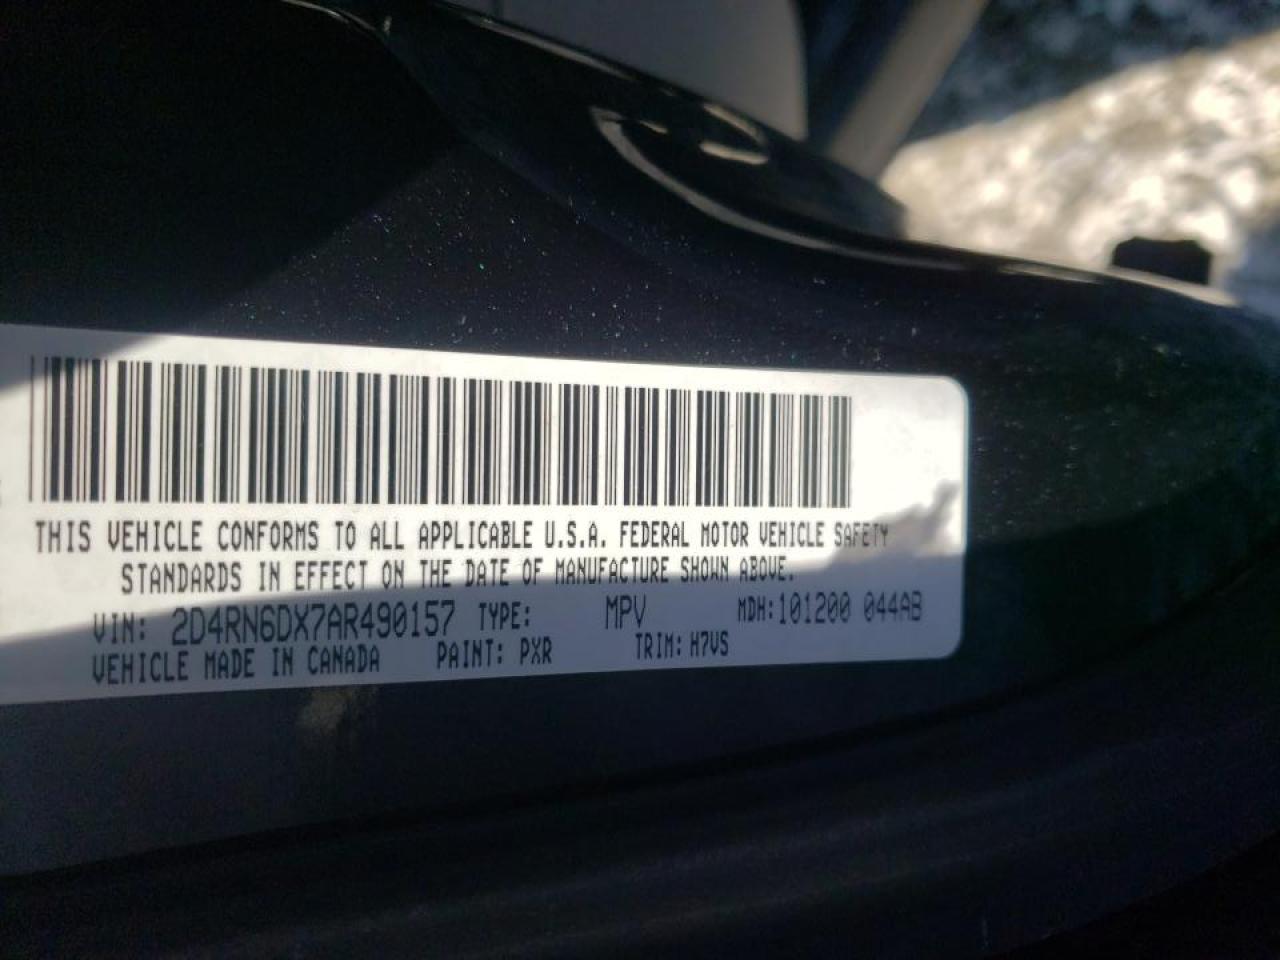 THIS VEHICLE CONFORMS TO ALL APPLICABLE U.S.A. FEDERAL MOTOR VEHICLE SAFETY
STANDARDS IN EFFECT ON THE DATE OF MANUFACTURE SHOWN ABOVE.
VIN: 2D4RN6DX7AR490157 TYPE: MPV MDH:101200 044AB
VEHICLE MADE IN CANADA PAINT: PXR TRIM: H7VS